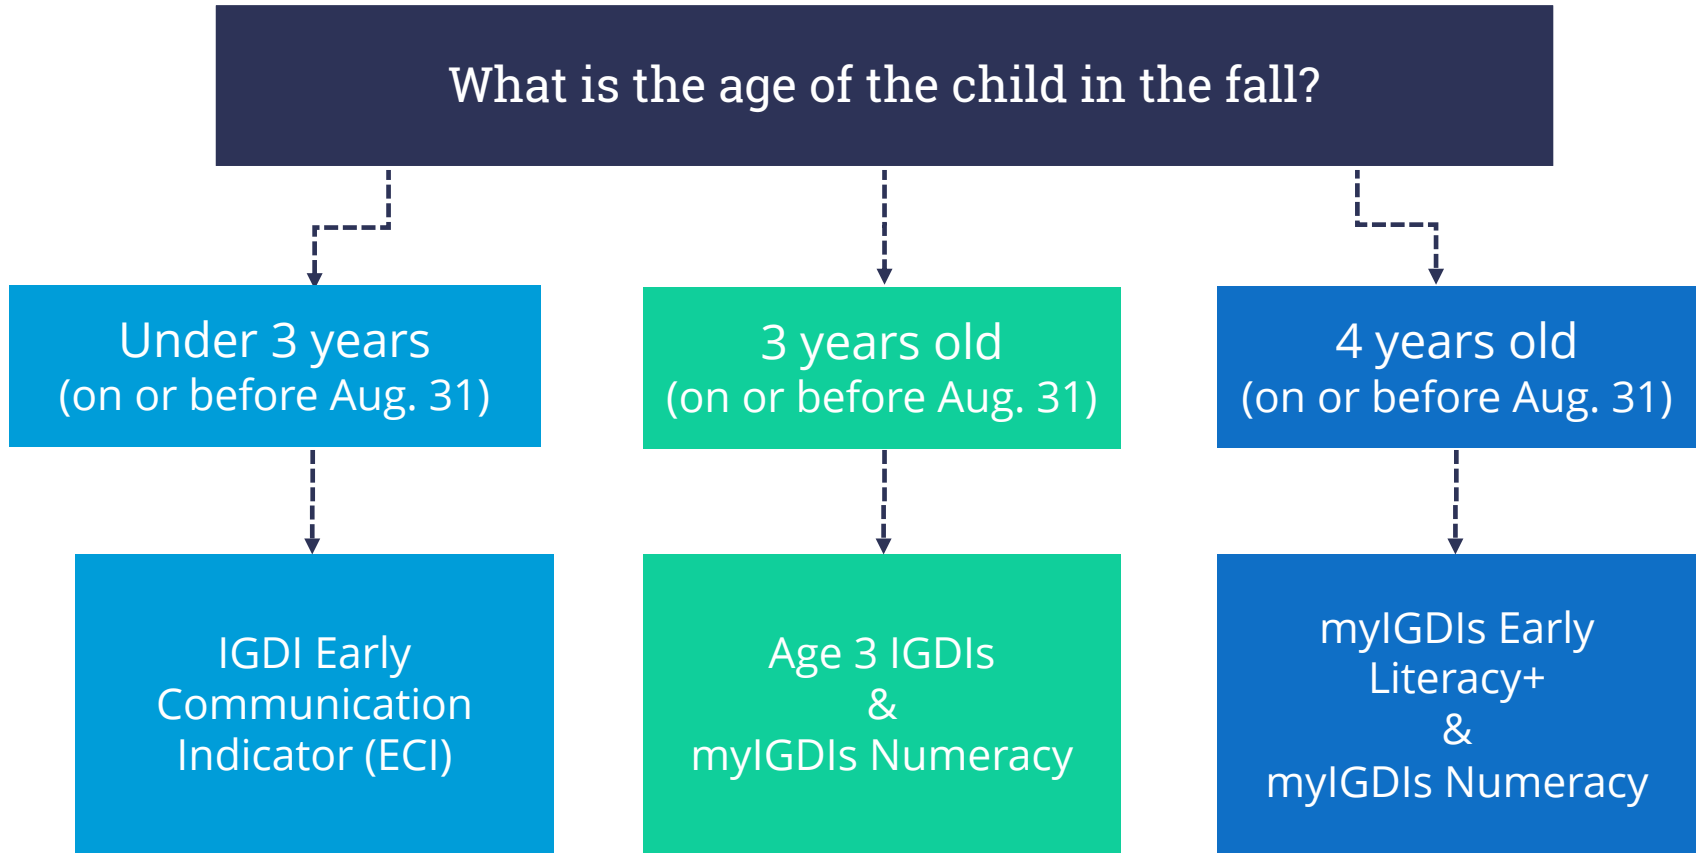 What is the age of the child in the fall?
Under 3 years
(on or before Aug. 31)
3 years old
(on or before Aug. 31)
4 years old
(on or before Aug. 31)
IGDI Early
Communication
Indicator (ECI)
Age 3 IGDIs
&
myIGDIs Numeracy
myIGDIs Early
Literacy+
&
myIGDIs Numeracy